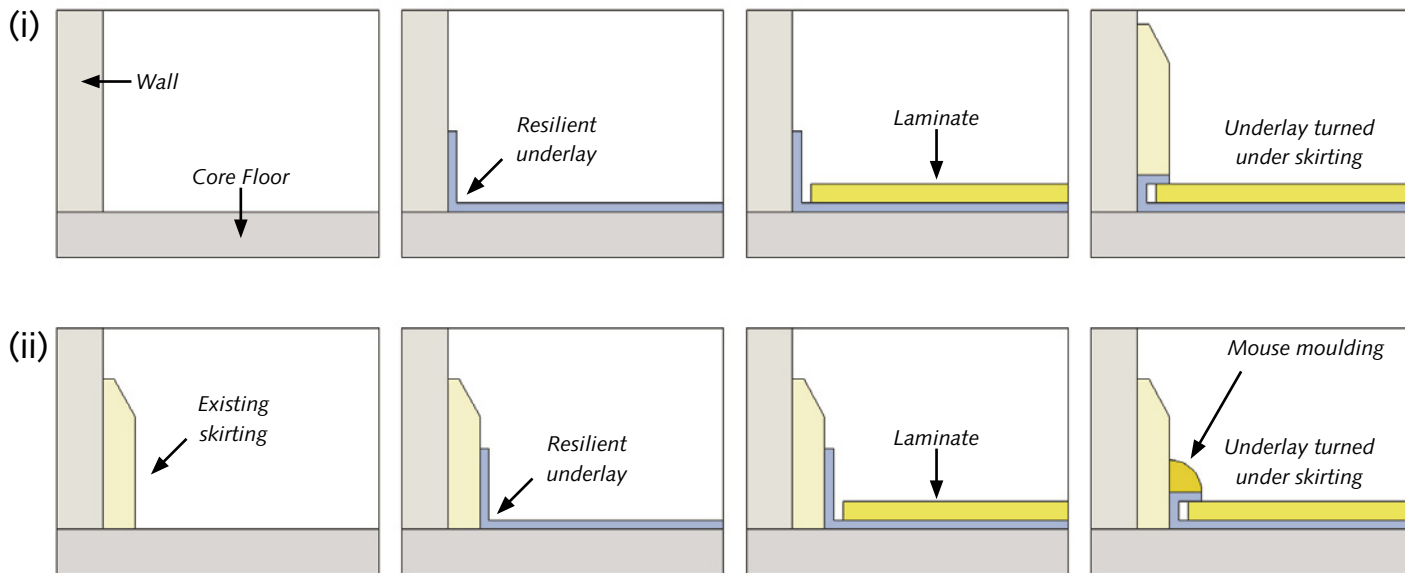 (i)
Wall
Core Floor
Resilient
underlay
Laminate
Underlay turned
under skirting
(ii)
Existing
skirting
Resilient
underlay
Laminate
Mouse moulding
Underlay turned
under skirting